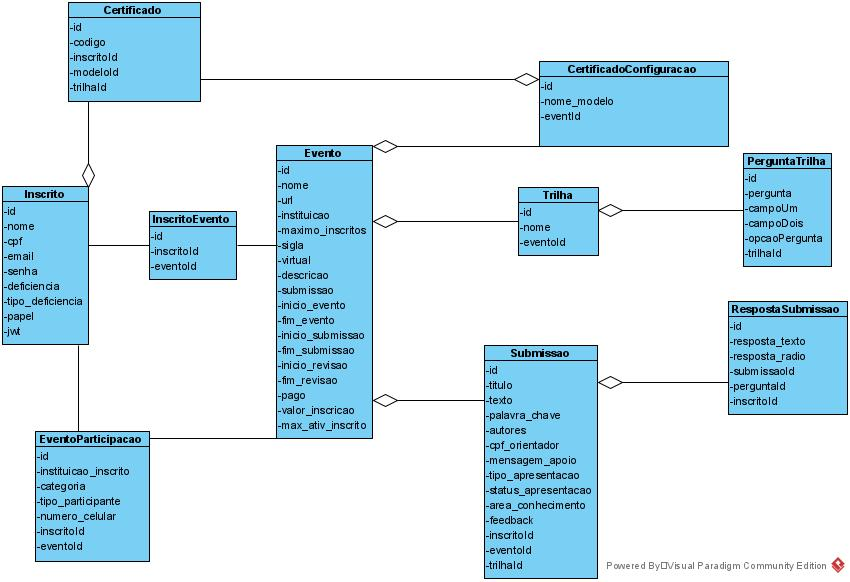 Certificado
-id
-codigo
-inscritoId
-modeloId
-trilhaId
CertificadoConfiguracao
-id
-nome_modelo
-eventId
Evento
-id
-nome
-url
-instituicao
-maximo_inscritos
-sigla
-virtual
-descricao
-submissao
-inicio_evento
-fim_evento
-inicio_submissao
-fim_submissao
-inicio_revisao
-fim_revisao
-pago
-valor_inscricao
-max_ativ_inscrito
PerguntaTrilha
-id
-pergunta
-campoUm
-campoDois
-opcaoPergunta
-trilhaId
Inscrito
-id
-nome
-cpf
-email
-senha
-deficiencia
-tipo_deficiencia
-papel
-jwt
InscritoEvento
-id
-inscritoId
-eventoId
Trilha
-id
-nome
-eventoId
RespostaSubmissao
-id
-resposta_texto
-resposta_radio
-submissaoId
-perguntaId
-inscritoId
Submissao
-id
-titulo
-texto
-palavra_chave
-autores
-cpf_orientador
-mensagem_apoio
-tipo_apresentacao
-status_apresentacao
-area_conhecimento
-feedback
-inscritoId
-eventoId
-trilhaId
EventoParticipacao
-id
-instituicao_inscrito
-categoria
-tipo_participante
-numero_celular
-inscritoId
-eventoId
Powered By□Visual Paradigm Community Edition